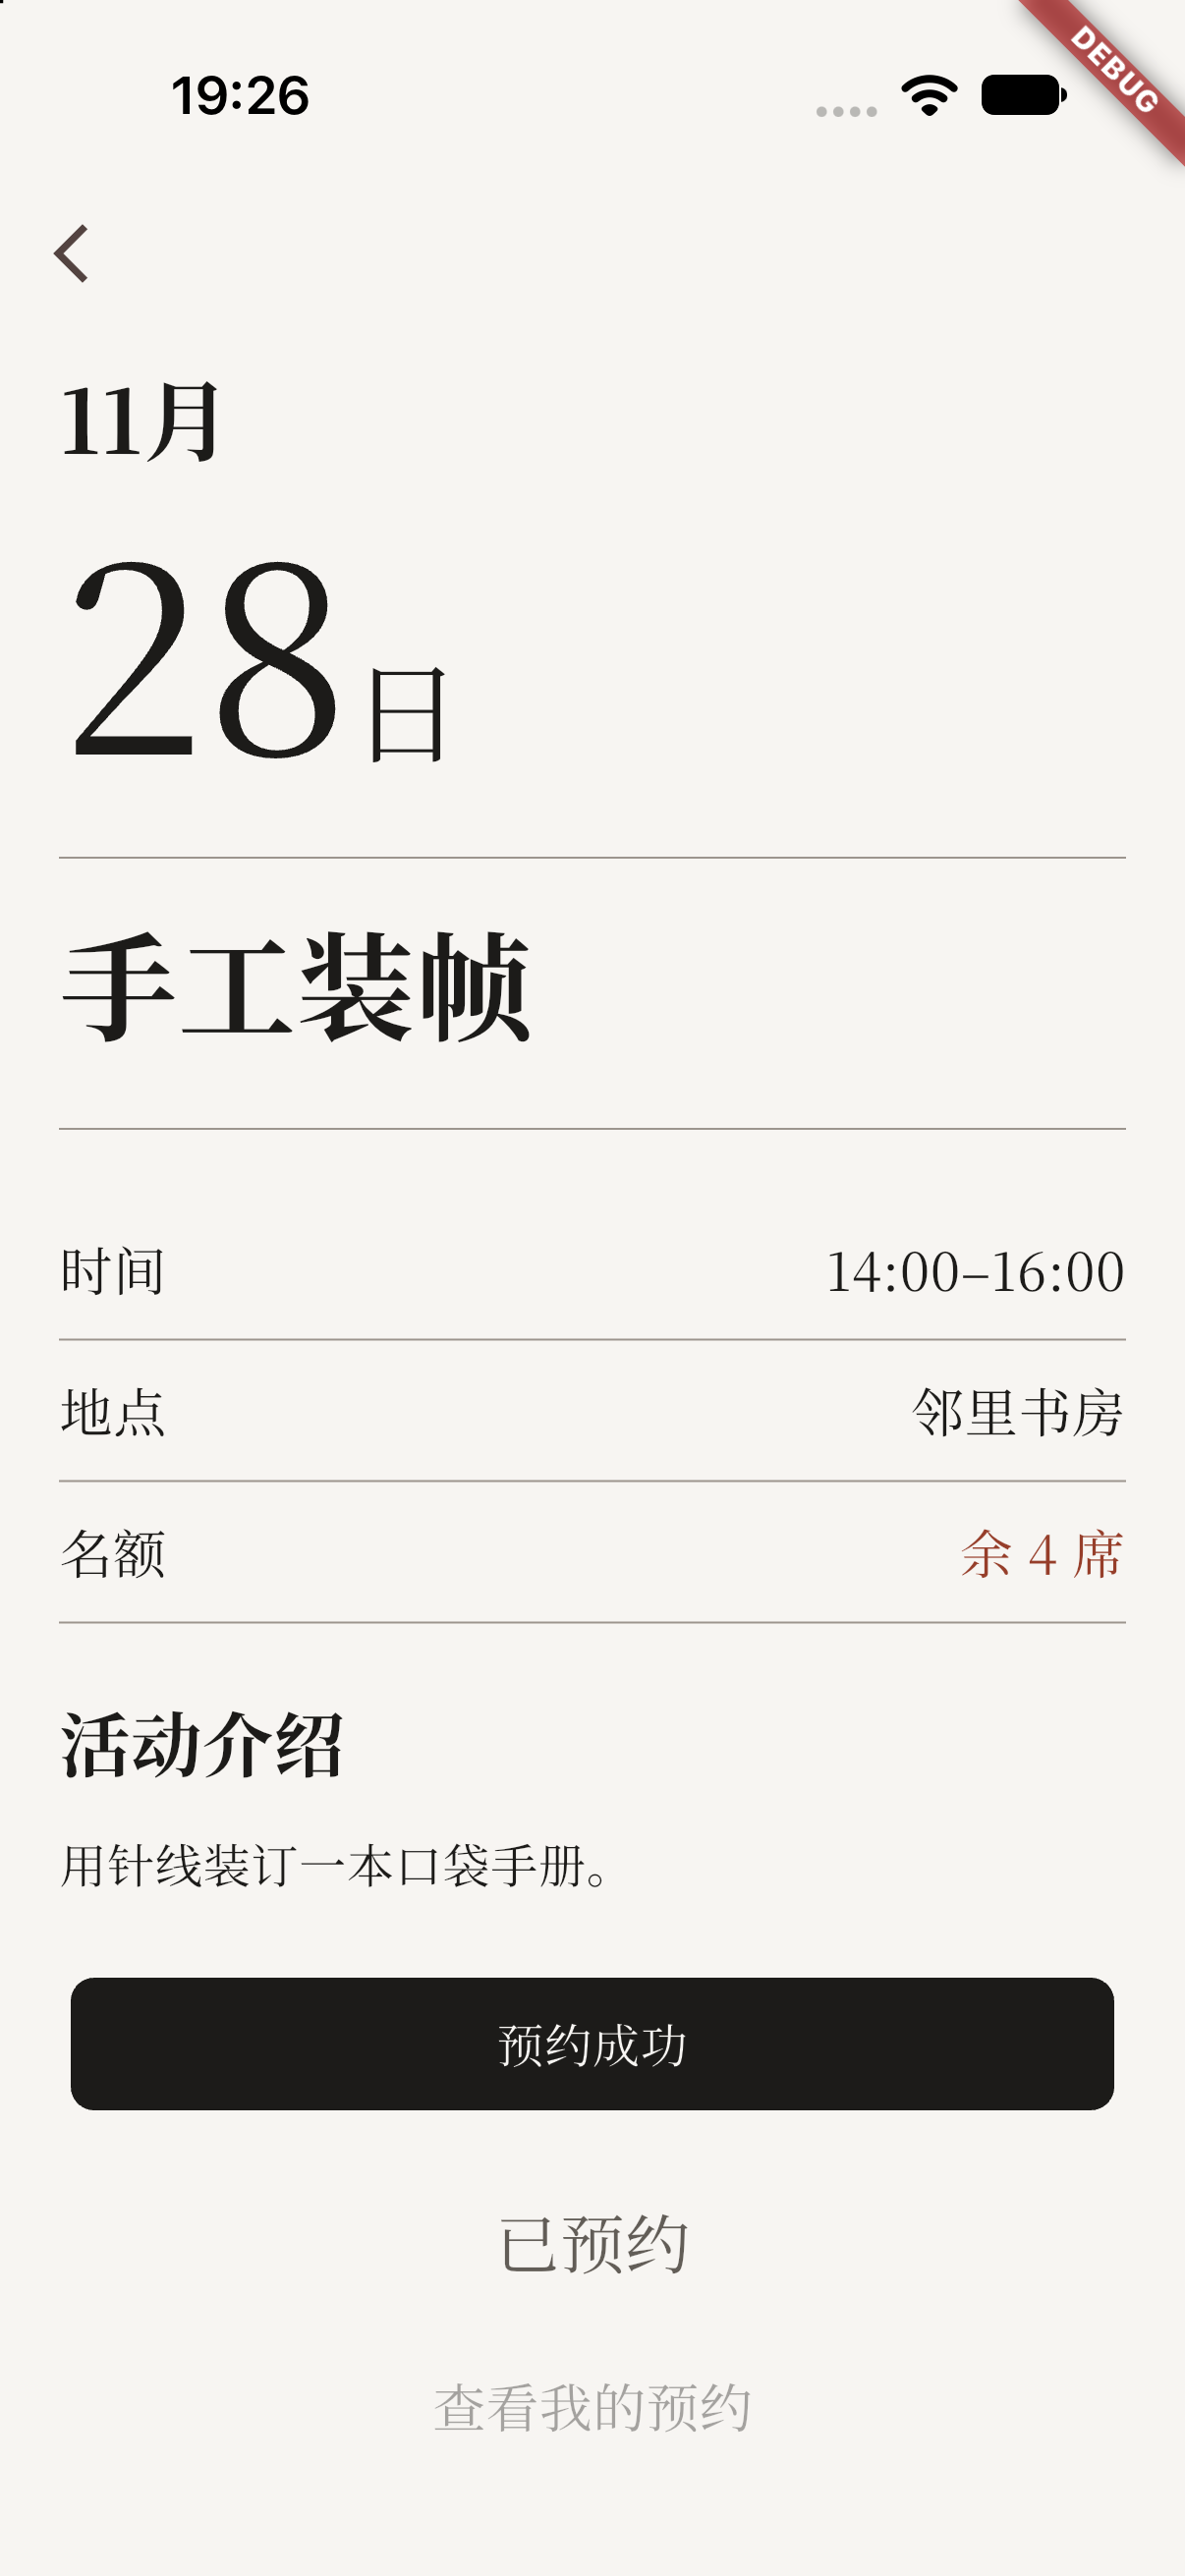 19:26
DEBUG
11月
28日
手工装帧
时间 14:00–16:00
地点 邻里书房
名额 余 4 席
活动介绍
用针线装订一本口袋手册。
预约成功
已预约
查看我的预约